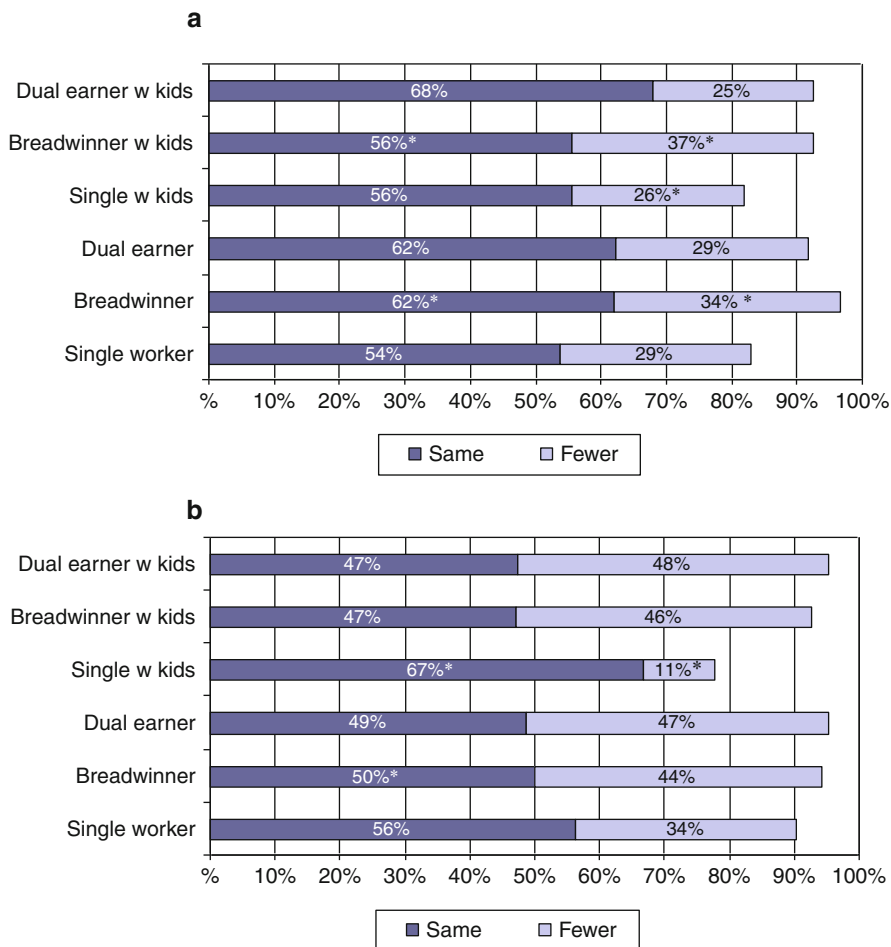 a
Dual earner w kids 68% 25%
Breadwinner w kids 56%* 37%*
Single w kids 56% 26%*
Dual earner 62% 29%
Breadwinner 62%* 34% *
Single worker 54% 29%
% 10% 20% 30% 40% 50% 60% 70% 80% 90% 100%
Same Fewer
b
Dual earner w kids 47% 48%
Breadwinner w kids 47% 46%
Single w kids 67%* 11%*
Dual earner 49% 47%
Breadwinner 50%* 44%
Single worker 56% 34%
% 10% 20% 30% 40% 50% 60% 70% 80% 90% 100%
Same Fewer